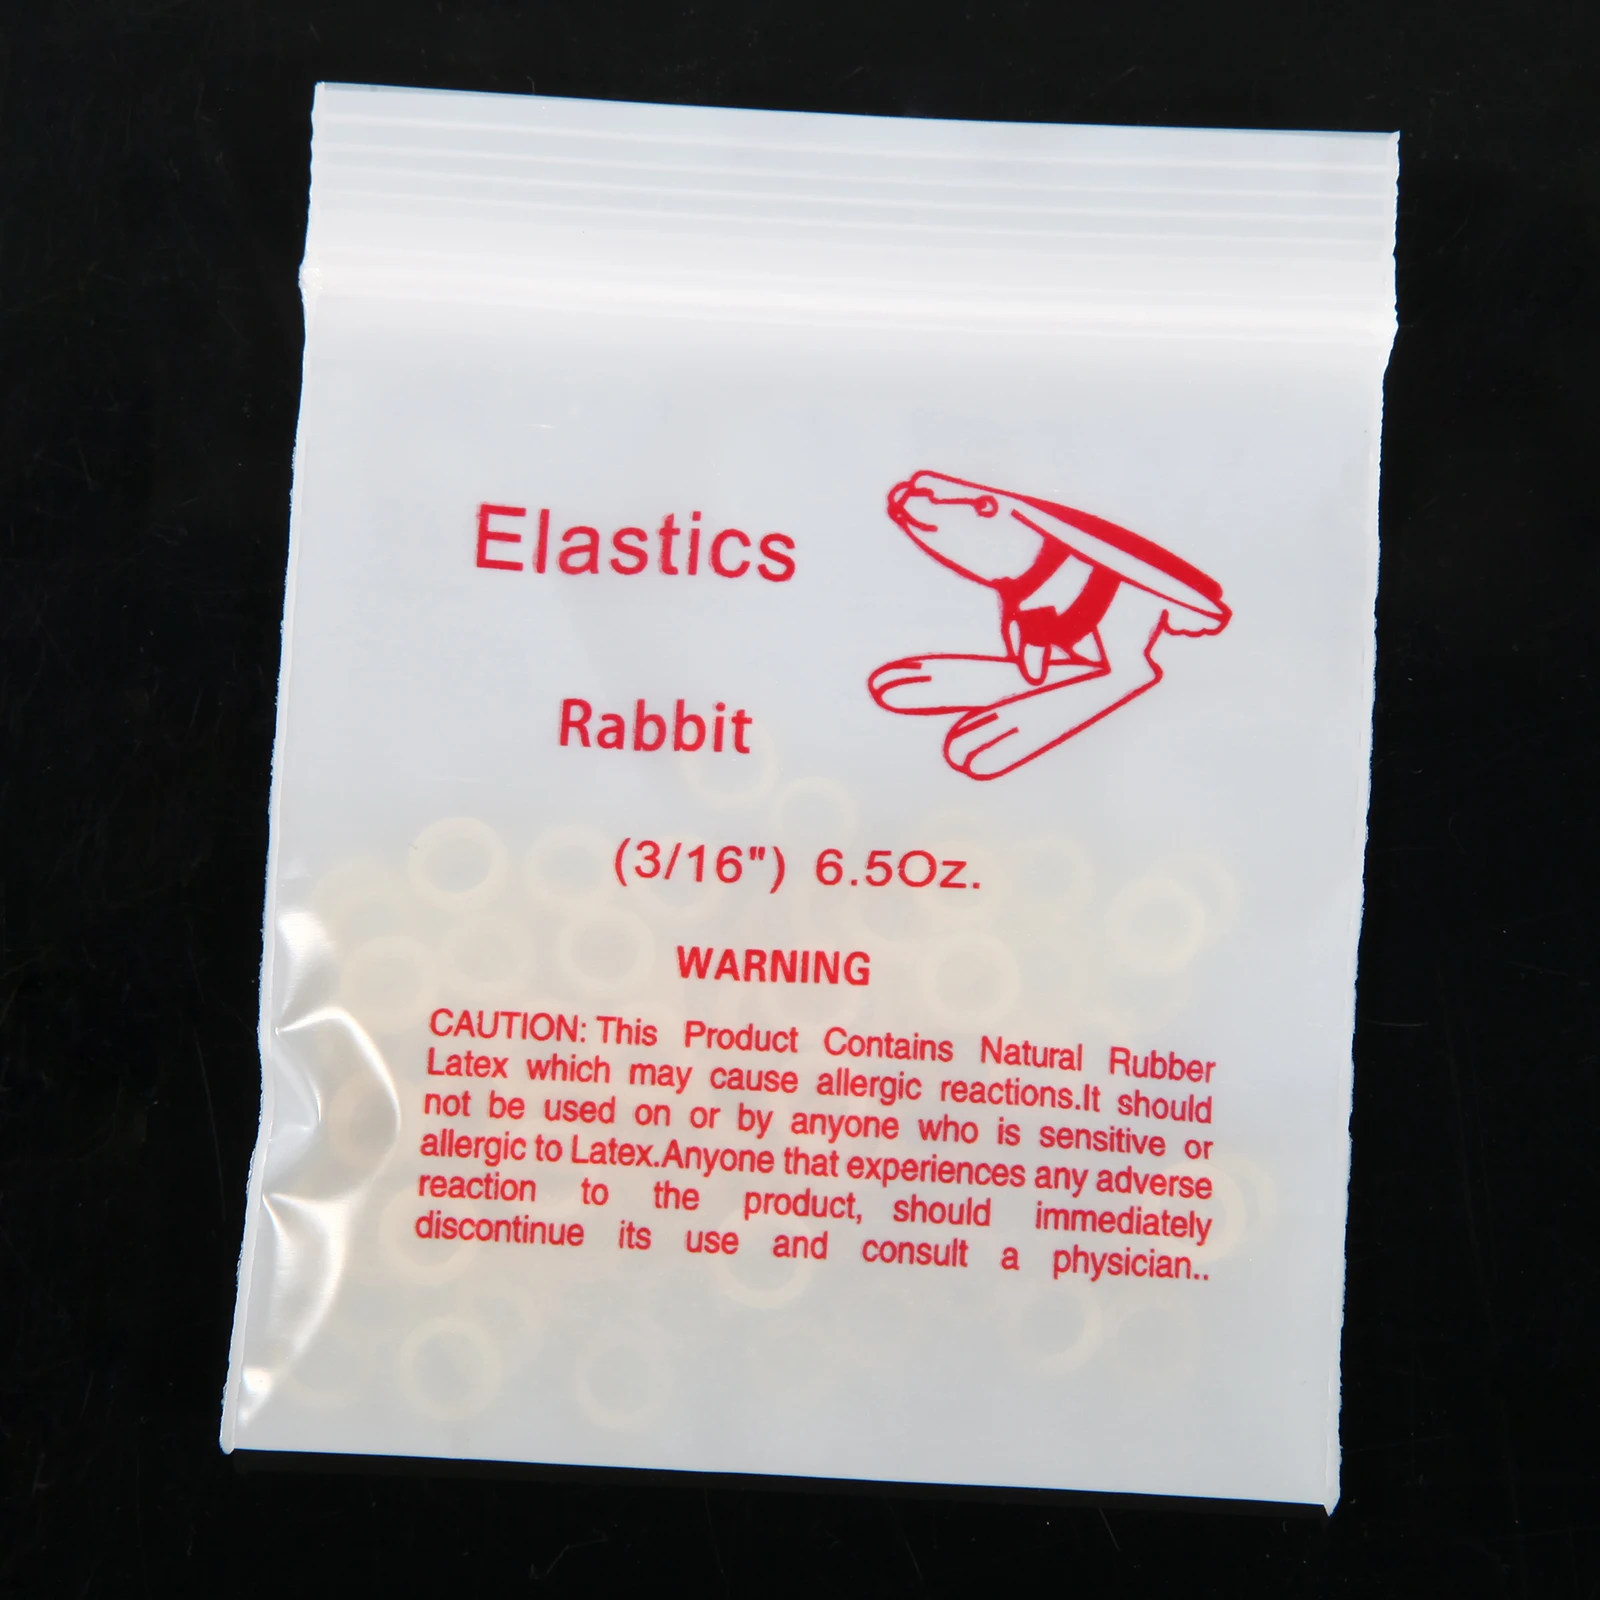 Elastics
Rabbit
(3/16") 6.5Oz.
WARNING
CAUTION: This Product Contains Natural Rubber
Latex which may cause allergic reactions.It should
not be used on or by anyone who is sensitive or
allergic to Latex.Anyone that experiences any adverse
reaction to the product, should immediately
discontinue its use and consult a physician..